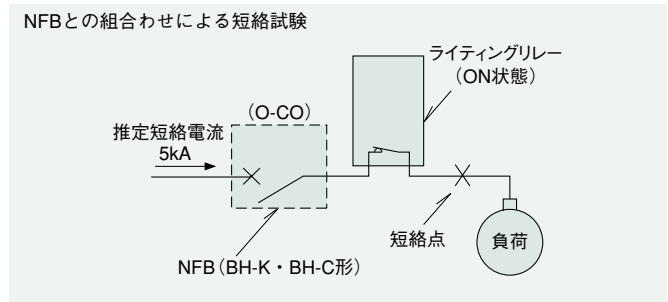 NFBとの組合わせによる短絡試験
ライティングリレー
（ON状態）
（O-CO）
推定短絡電流
5kA
短絡点
負荷
NFB（BH-K・BH-C形）